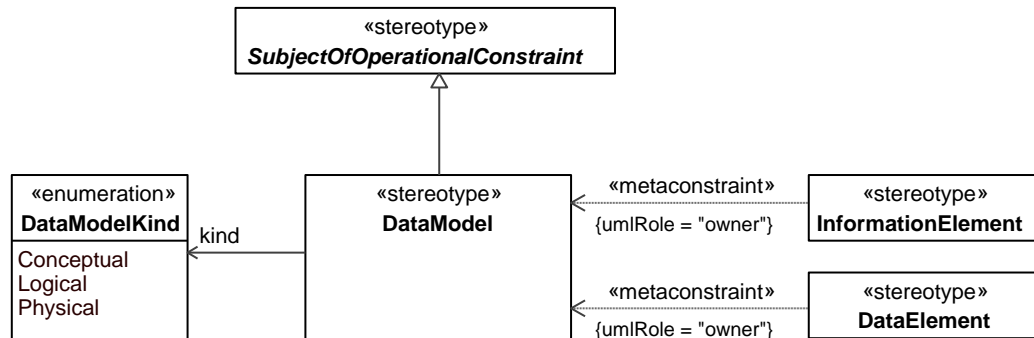 «stereotype»
SubjectOfOperationalConstraint
«enumeration»
DataModelKind
Conceptual
Logical
Physical
kind
«stereotype»
DataModel
«metaconstraint»
{umlRole = "owner"}
«stereotype»
InformationElement
«metaconstraint»
{umlRole = "owner"}
«stereotype»
DataElement